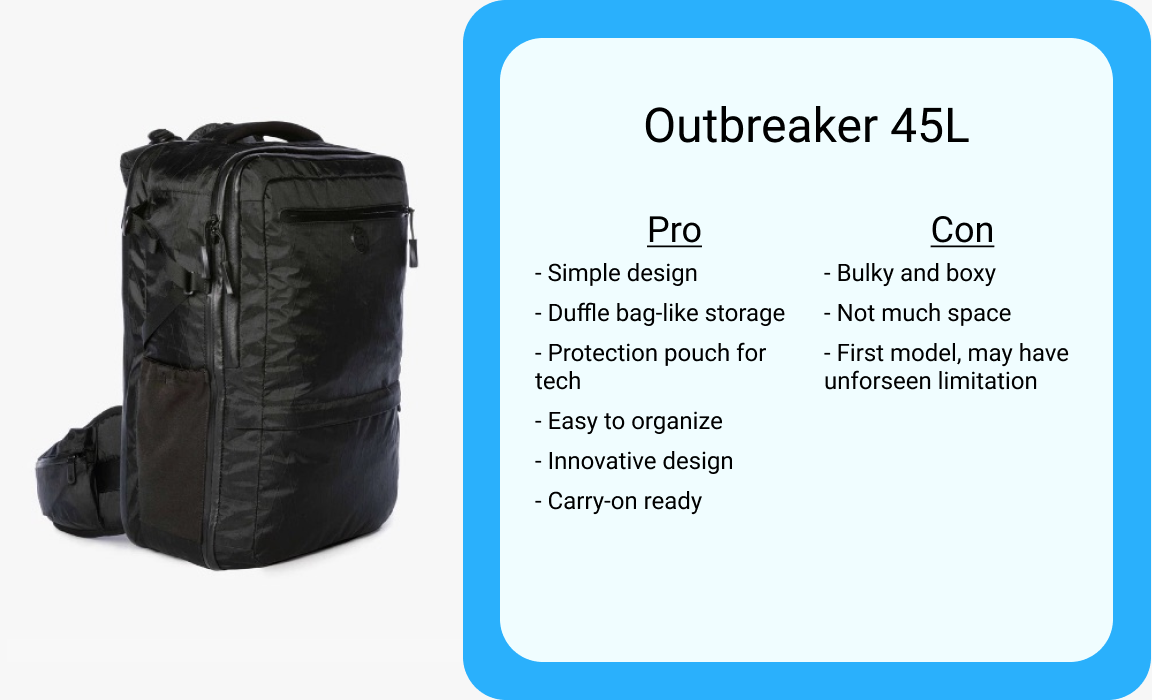 Outbreaker 45L
Pro
- Simple design
- Duffle bag-like storage
- Protection pouch for
tech
- Easy to organize
- Innovative design
- Carry-on ready
Con
- Bulky and boxy
- Not much space
- First model, may have
unforseen limitation